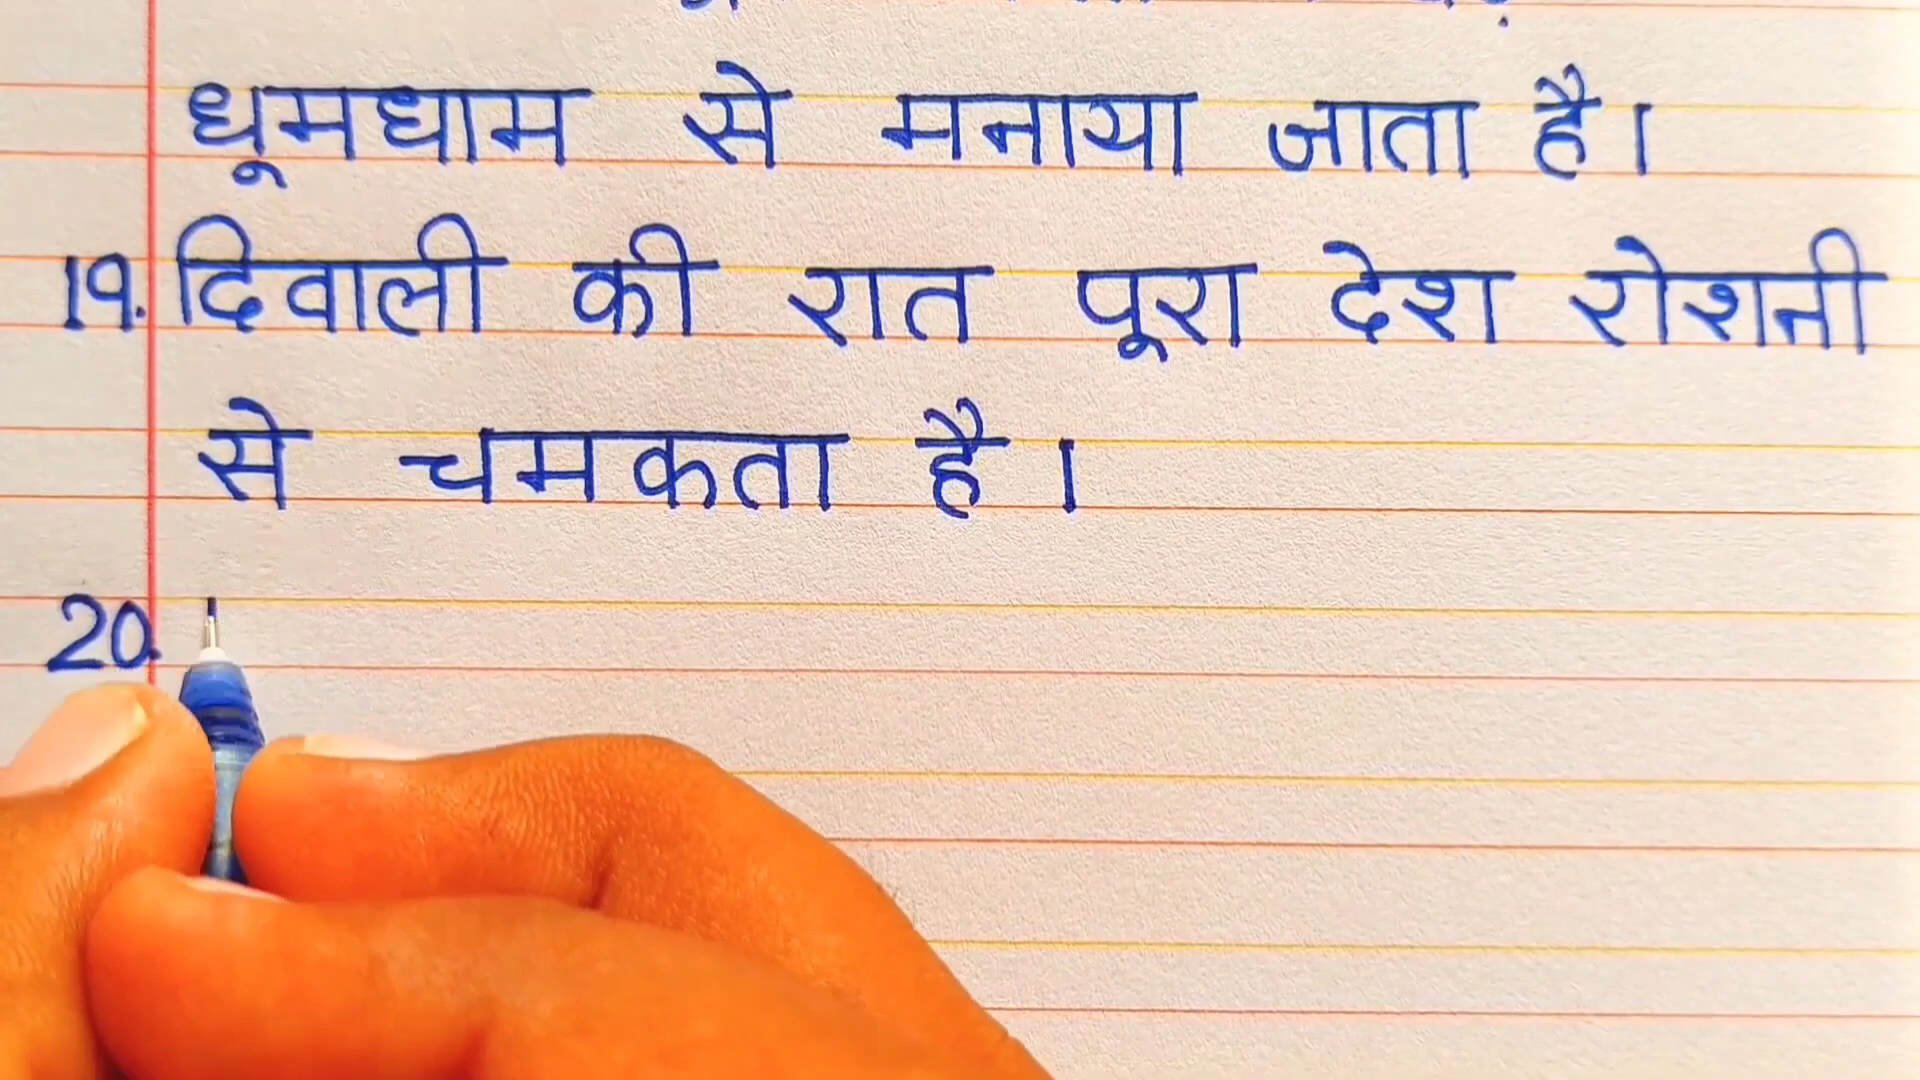 धूमधाम से मनाया जाता है।
19. दिवाली की रात पूरा देश रोशनी
से चमकता है।
20.